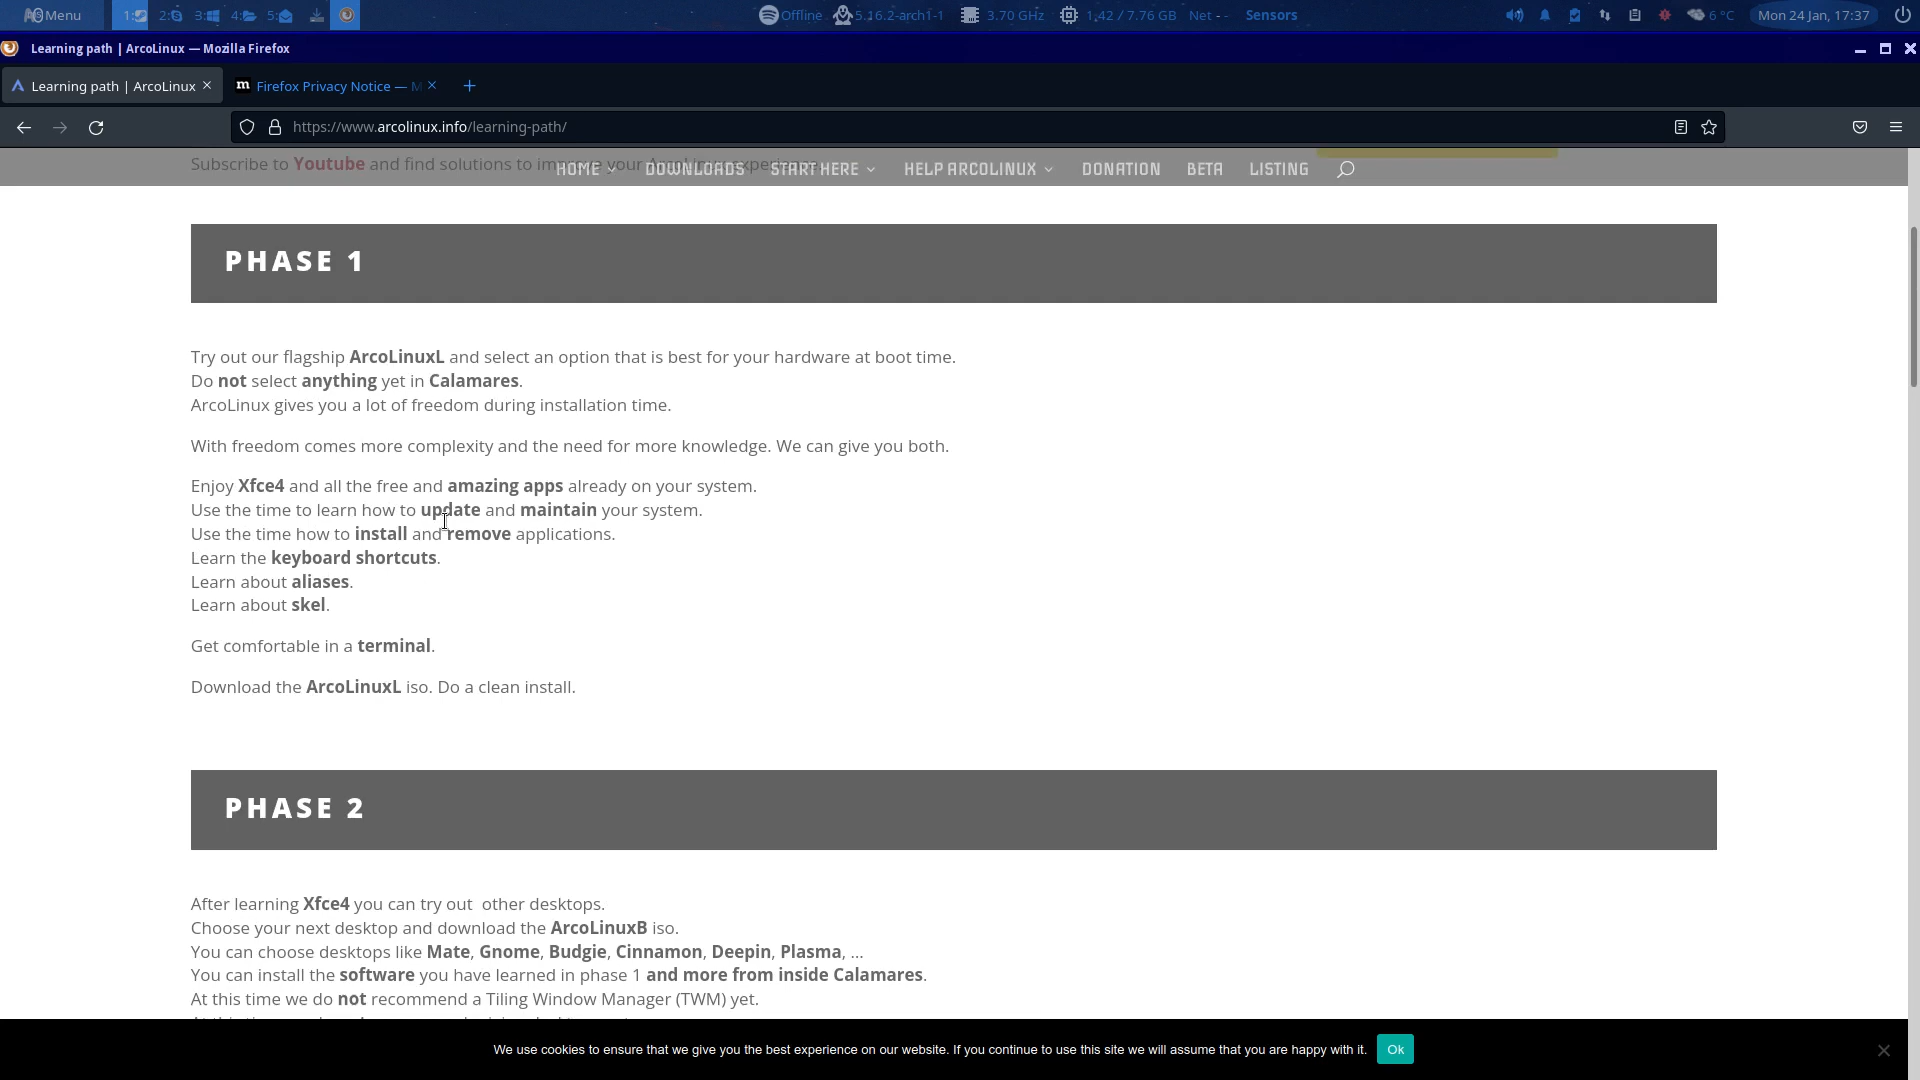 Menu 1: 2: 3: 4: 5: Offline 5.16.2-arch1-1 3.70 GHz 1.42 / 7.76 GB Net - - Sensors 6 °C Mon 24 Jan, 17:37
Learning path | ArcoLinux — Mozilla Firefox
Learning path | ArcoLinux Firefox Privacy Notice — M
https://www.arcolinux.info/learning-path/
Subscribe to Youtube and find solutions to improve your ArcoLinux experience.
HOME DOWNLOADS START HERE HELP ARCOLINUX DONATION BETA LISTING
PHASE 1
Try out our flagship ArcoLinuxL and select an option that is best for your hardware at boot time.
Do not select anything yet in Calamares.
ArcoLinux gives you a lot of freedom during installation time.
With freedom comes more complexity and the need for more knowledge. We can give you both.
Enjoy Xfce4 and all the free and amazing apps already on your system.
Use the time to learn how to update and maintain your system.
Use the time how to install and remove applications.
Learn the keyboard shortcuts.
Learn about aliases.
Learn about skel.
Get comfortable in a terminal.
Download the ArcoLinuxL iso. Do a clean install.
PHASE 2
After learning Xfce4 you can try out  other desktops.
Choose your next desktop and download the ArcoLinuxB iso.
You can choose desktops like Mate, Gnome, Budgie, Cinnamon, Deepin, Plasma, ...
You can install the software you have learned in phase 1 and more from inside Calamares.
At this time we do not recommend a Tiling Window Manager (TWM) yet.
We use cookies to ensure that we give you the best experience on our website. If you continue to use this site we will assume that you are happy with it. Ok